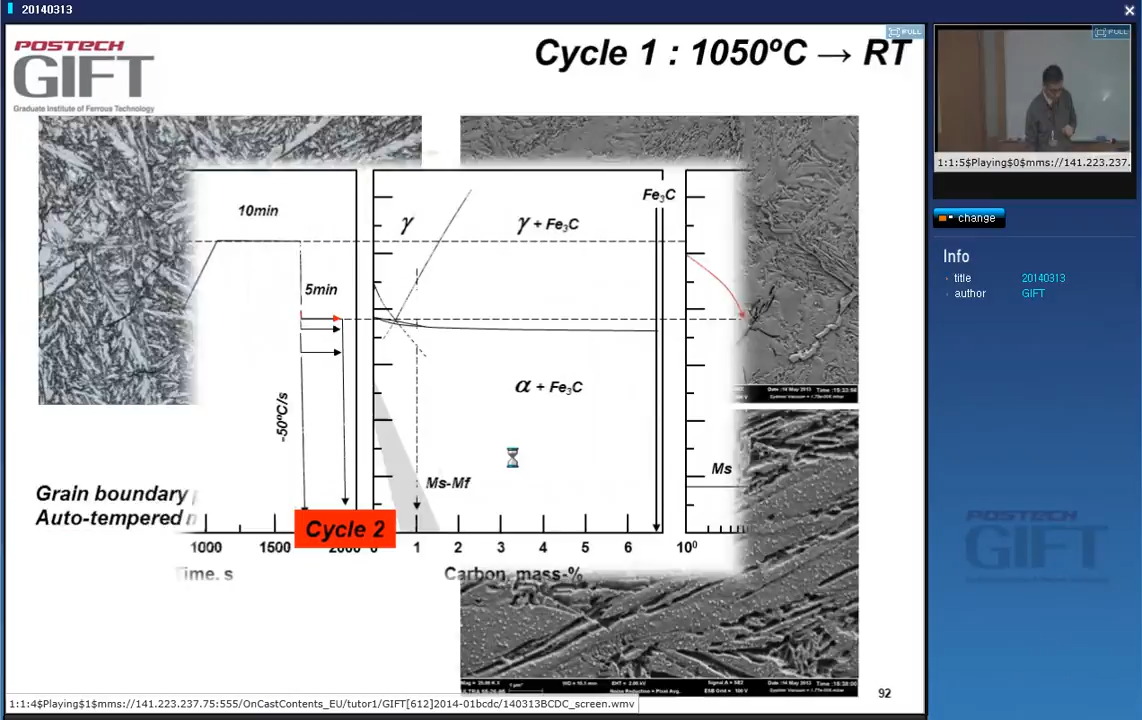 20140313
POSTECH
GIFT
Graduate Institute of Ferrous Technology
Cycle 1 : 1050ºC → RT
FULL
FULL
1:1:5$Playing$0$mms://141.223.237.
change
Info
title 20140313
author GIFT
10min
5min
-50ºC/s
γ
γ + Fe3C
Fe3C
α + Fe3C
Ms-Mf
Ms
Grain boundary
Auto-tempered
Cycle 2
1000 1500 2000 0 1 2 3 4 5 6 10⁰
Time, s
Carbon, mass-%
POSTECH
GIFT
92
1:1:4$Playing$1$mms://141.223.237.75:555/OnCastContents_EU/tutor1/GIFT[612]2014-01bcdc/140313BCDC_screen.wmv